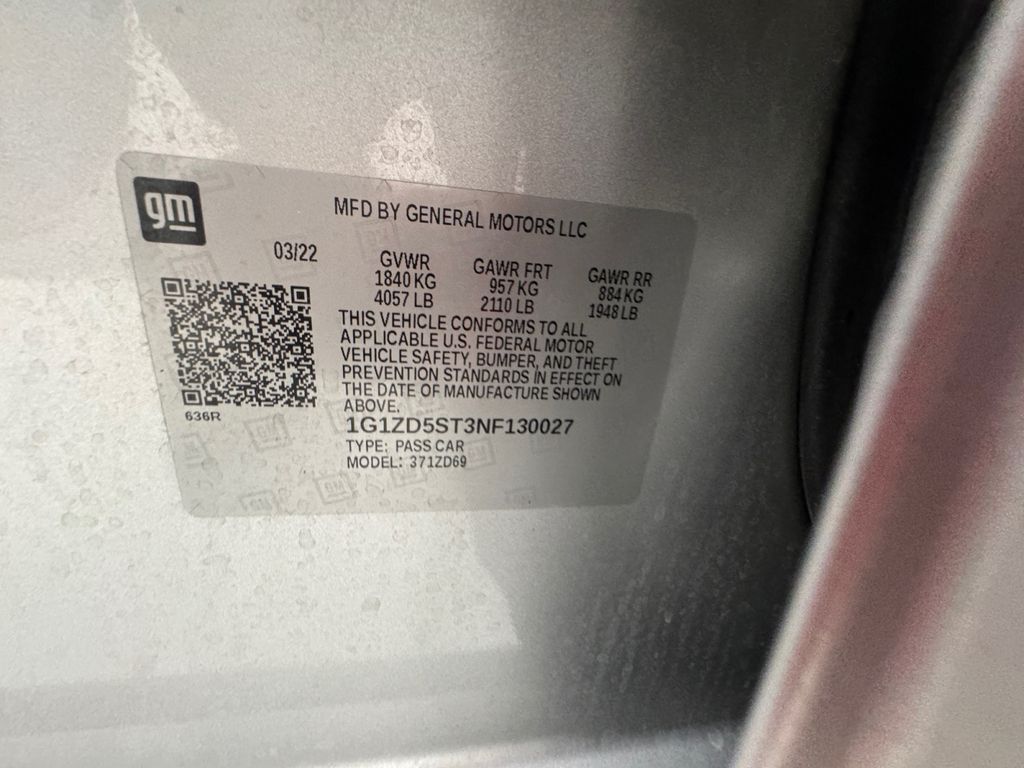 gm
MFD BY GENERAL MOTORS LLC
03/22
GVWR GAWR FRT GAWR RR
1840 KG 957 KG 884 KG
4057 LB 2110 LB 1948 LB
THIS VEHICLE CONFORMS TO ALL
APPLICABLE U.S. FEDERAL MOTOR
VEHICLE SAFETY, BUMPER, AND THEFT
PREVENTION STANDARDS IN EFFECT ON
THE DATE OF MANUFACTURE SHOWN
ABOVE.
636R
1G1ZD5ST3NF130027
TYPE: PASS CAR
MODEL: 371ZD69